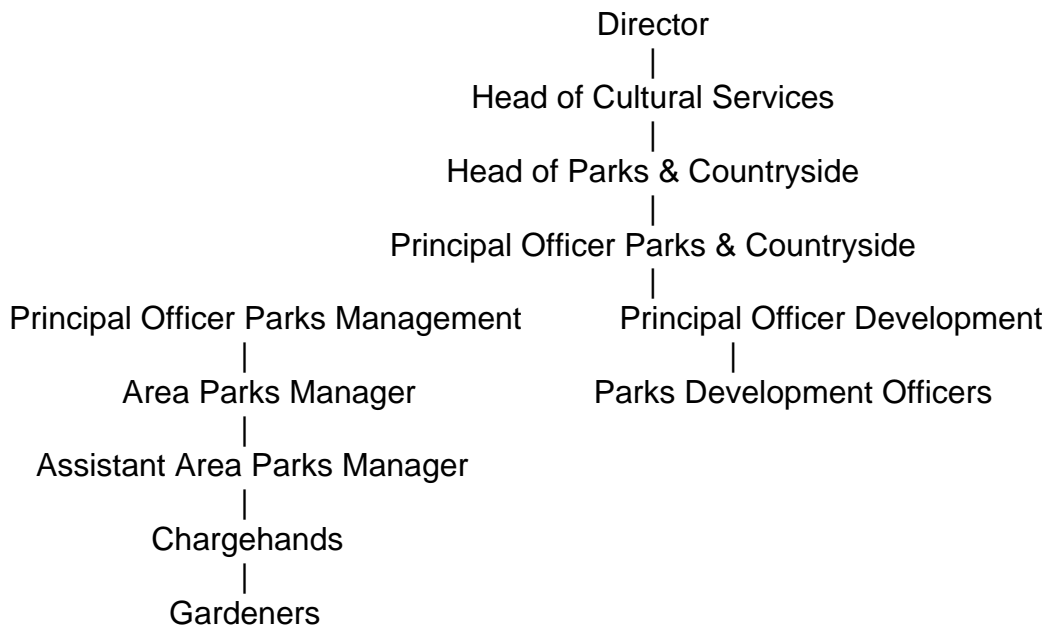 Director
|
Head of Cultural Services
|
Head of Parks & Countryside
|
Principal Officer Parks & Countryside
|
Principal Officer Parks Management Principal Officer Development
| |
Area Parks Manager Parks Development Officers
|
Assistant Area Parks Manager
|
Chargehands
|
Gardeners